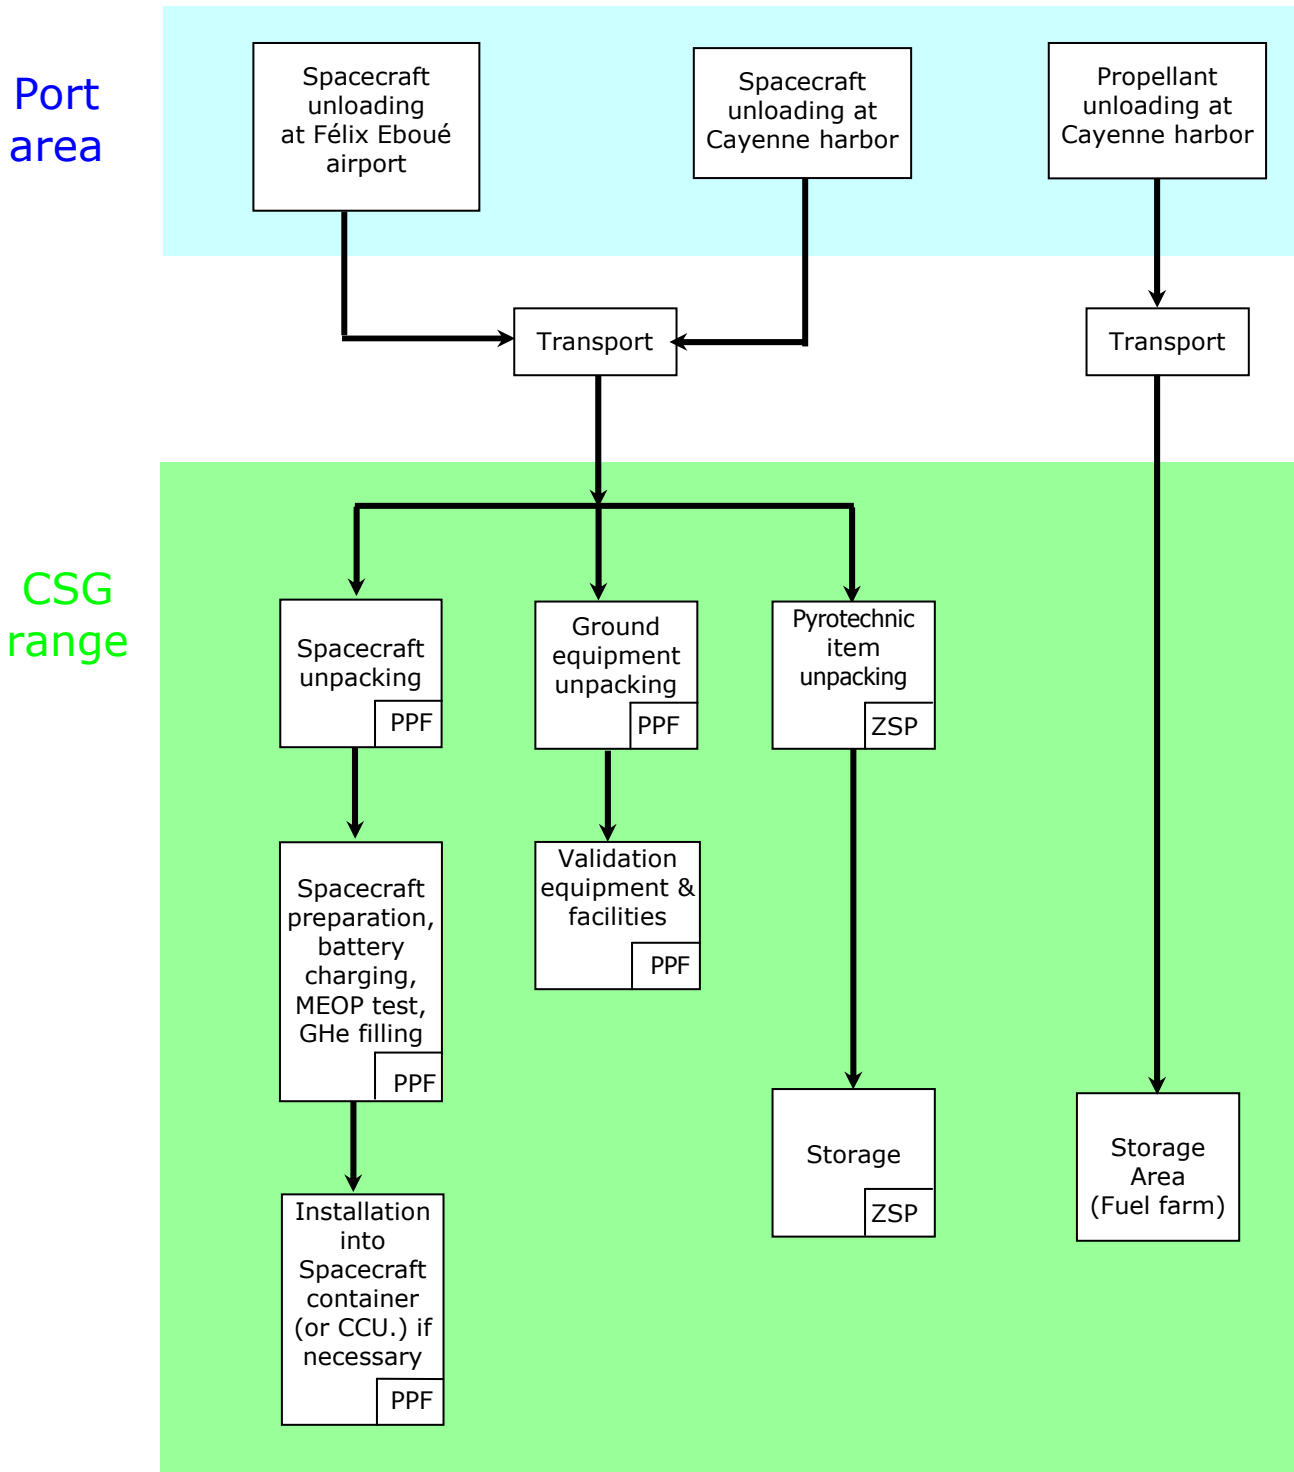 Port
area
Spacecraft
unloading
at Félix Eboué
airport
Spacecraft
unloading at
Cayenne harbor
Propellant
unloading at
Cayenne harbor
Transport
Transport
CSG
range
Spacecraft
unpacking
PPF
Ground
equipment
unpacking
PPF
Pyrotechnic
item
unpacking
ZSP
Spacecraft
preparation,
battery
charging,
MEOP test,
GHe filling
PPF
Validation
equipment &
facilities
PPF
Storage
ZSP
Storage
Area
(Fuel farm)
Installation
into
Spacecraft
container
(or CCU.) if
necessary
PPF